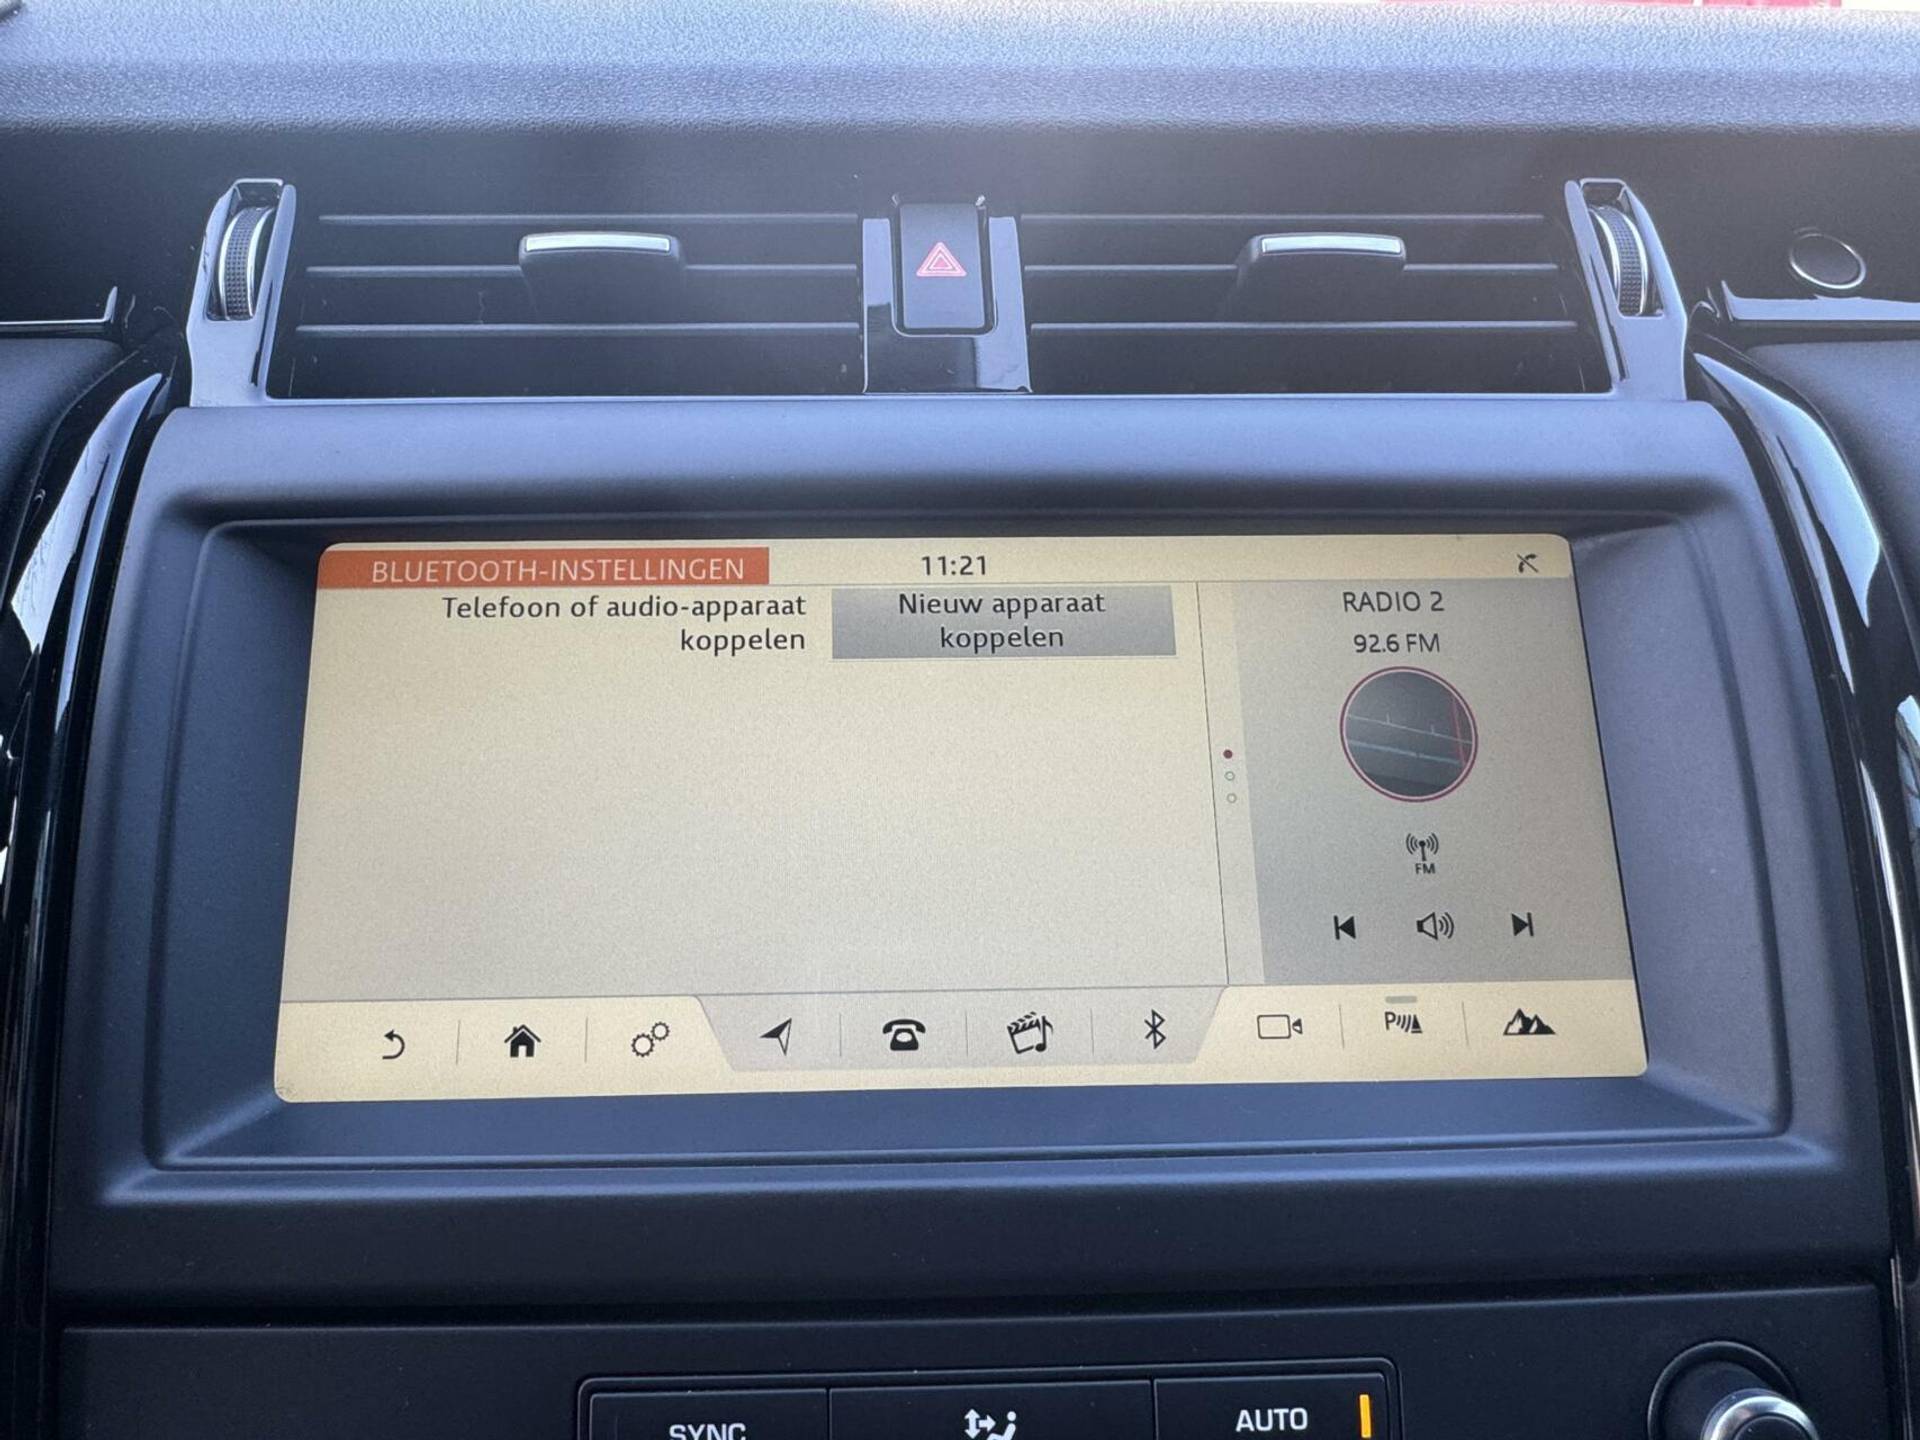 BLUETOOTH-INSTELLINGEN
11:21
Telefoon of audio-apparaat
koppelen
Nieuw apparaat
koppelen
RADIO 2
92.6 FM
FM
P
SYNC
AUTO